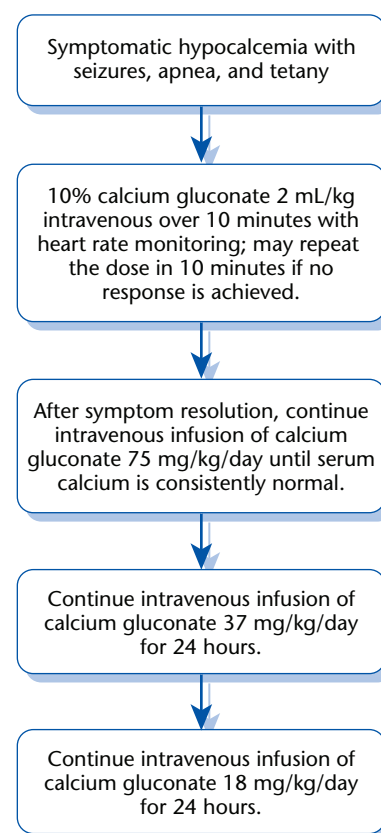 Symptomatic hypocalcemia with
seizures, apnea, and tetany
10% calcium gluconate 2 mL/kg
intravenous over 10 minutes with
heart rate monitoring; may repeat
the dose in 10 minutes if no
response is achieved.
After symptom resolution, continue
intravenous infusion of calcium
gluconate 75 mg/kg/day until serum
calcium is consistently normal.
Continue intravenous infusion of
calcium gluconate 37 mg/kg/day
for 24 hours.
Continue intravenous infusion of
calcium gluconate 18 mg/kg/day
for 24 hours.